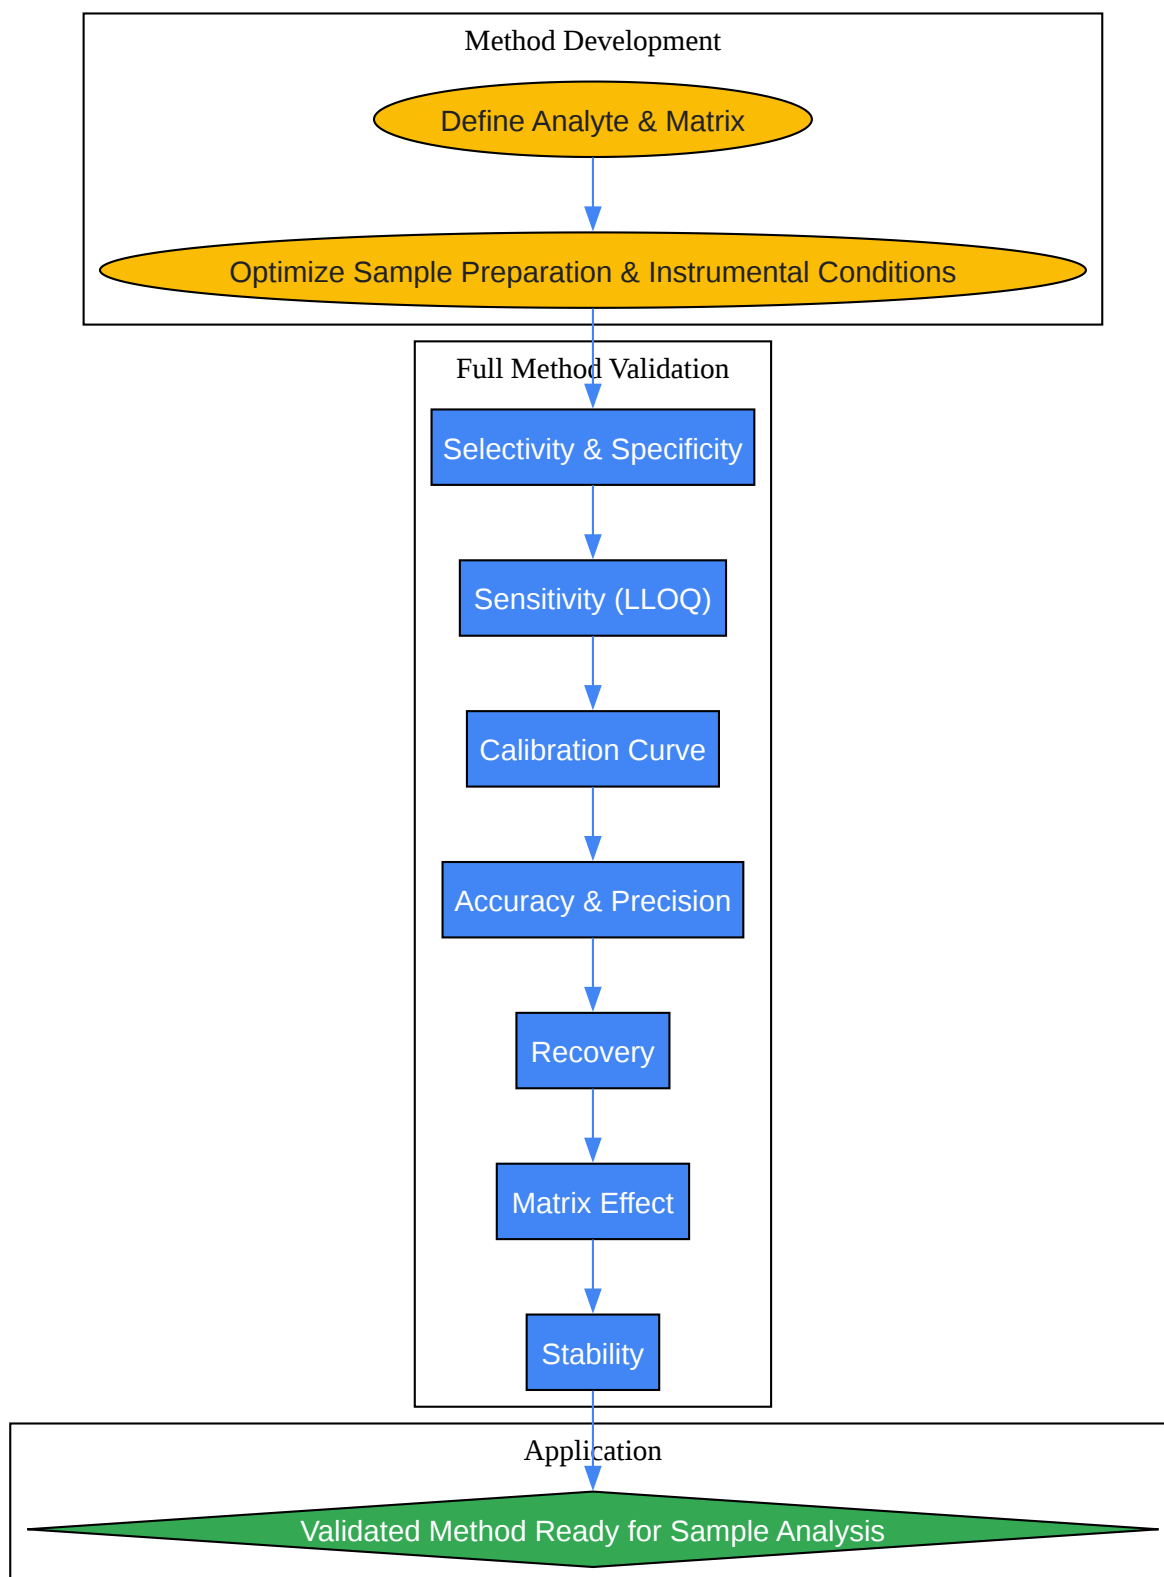 Method Development
Define Analyte & Matrix
Optimize Sample Preparation & Instrumental Conditions
Full Method Validation
Selectivity & Specificity
Sensitivity (LLOQ)
Calibration Curve
Accuracy & Precision
Recovery
Matrix Effect
Stability
Application
Validated Method Ready for Sample Analysis